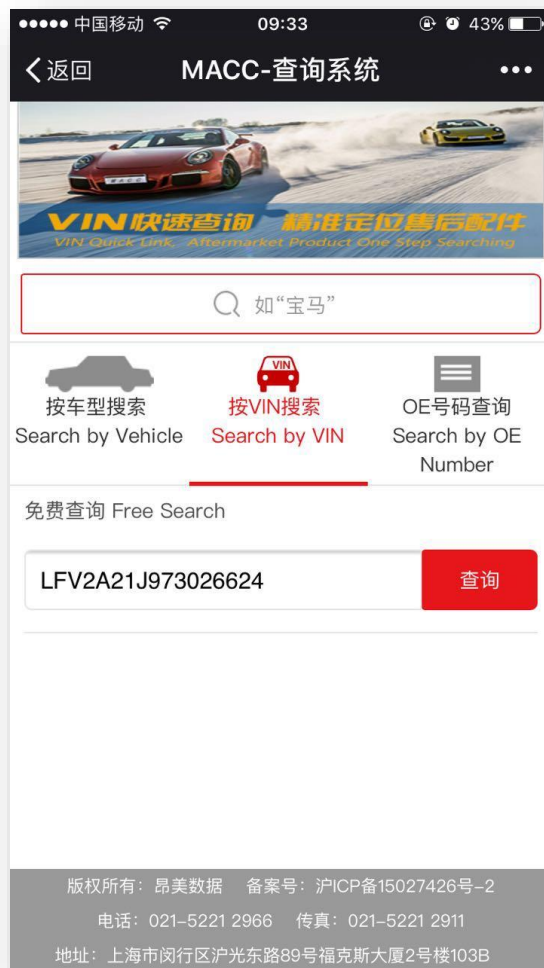 中国移动 09:33 43%
返回 MACC-查询系统
MACC
VIN快速查询 精准定位售后配件
VIN Quick Link, Aftermarket Product One Step Searching
如“宝马”
VIN
按车型搜索 按VIN搜索 OE号码查询
Search by Vehicle Search by VIN Search by OE
Number
免费查询 Free Search
LFV2A21J973026624 查询
版权所有：昂美数据 备案号：沪ICP备15027426号-2
电话：021-5221 2966 传真：021-5221 2911
地址：上海市闵行区沪光东路89号福克斯大厦2号楼103B